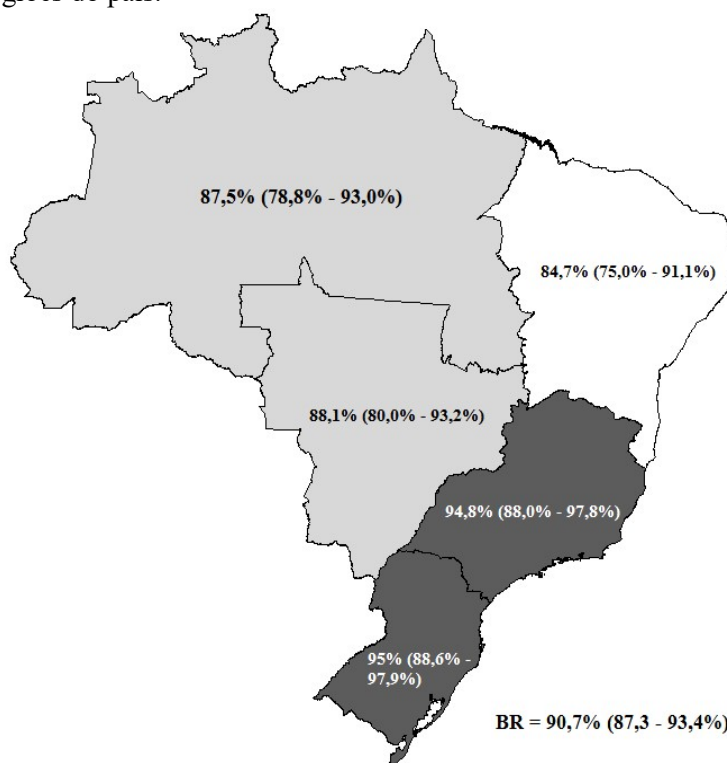 87,5% (78,8% - 93,0%)
84,7% (75,0% - 91,1%)
88,1% (80,0% - 93,2%)
94,8% (88,0% - 97,8%)
95% (88,6% -
97,9%)
BR = 90,7% (87,3 - 93,4%)